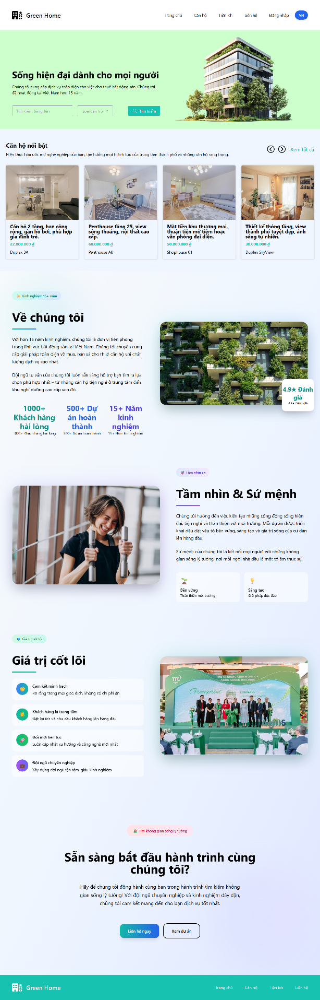 Green Home
Trang chủ
Căn hộ
Tiện ích
Liên hệ
Đăng nhập
VN
Sống hiện đại dành cho mọi người
Chúng tôi cung cấp dịch vụ toàn diện cho việc cho thuê bất động sản. Chúng tôi
đã hoạt động tại Việt Nam hơn 15 năm.
Tìm kiếm bằng tên
Loại căn hộ
Tìm kiếm
Căn hộ nổi bật
Hiện thực hóa ước mơ nghề nghiệp của bạn, tận hưởng mọi thành tựu của trung tâm thành phố và những căn hộ sang trọng.
Xem tất cả
Căn hộ 2 tầng, ban công
rộng, gần hồ bơi, phù hợp
gia đình trẻ.
22.000.000 ₫
Duplex 3A
Penthouse tầng 25, view
sông thoáng, nội thất cao
cấp.
60.000.000 ₫
Penthouse A8
Mặt tiền khu thương mại,
thuận tiện mở tiệm hoặc
văn phòng đại diện.
50.000.000 ₫
Shophouse 01
Thiết kế thông tầng, view
thành phố tuyệt đẹp, ánh
sáng tự nhiên.
30.000.000 ₫
Duplex SkyView
✨ Kinh nghiệm 15+ năm
Về chúng tôi
Với hơn 15 năm kinh nghiệm, chúng tôi là đơn vị tiên phong
trong lĩnh vực bất động sản tại Việt Nam. Chúng tôi chuyên cung
cấp giải pháp toàn diện về mua, bán và cho thuê căn hộ với chất
lượng dịch vụ cao nhất.
Đội ngũ tư vấn của chúng tôi luôn sẵn sàng hỗ trợ bạn tìm ra lựa
chọn phù hợp nhất – từ những căn hộ tiện nghi ở trung tâm đến
khu nghỉ dưỡng cao cấp ven đô.
1000+
Khách hàng
hài lòng
1000+ Khách hàng hài lòng
500+ Dự
án hoàn
thành
500+ Dự án hoàn thành
15+ Năm
kinh
nghiệm
15+ Năm kinh nghiệm
4.9★ Đánh
giá
4.9★ Đánh giá
Tầm nhìn xa
Tầm nhìn & Sứ mệnh
Chúng tôi hướng đến việc kiến tạo những cộng đồng sống hiện
đại, tiện nghi và thân thiện với môi trường. Mỗi dự án được triển
khai đều đặt yếu tố bền vững, sáng tạo và giá trị sống của cư dân
lên hàng đầu.
Sứ mệnh của chúng tôi là kết nối mọi người với những không
gian sống lý tưởng, nơi mỗi ngôi nhà đều là một tổ ấm thực sự.
Bền vững
Thân thiện môi trường
Sáng tạo
Giải pháp độc đáo
Giá trị cốt lõi
Giá trị cốt lõi
Cam kết minh bạch
Rõ ràng trong mọi giao dịch, không có chi phí ẩn
Khách hàng là trung tâm
Đặt lợi ích và nhu cầu khách hàng lên hàng đầu
Đổi mới liên tục
Luôn cập nhật xu hướng và công nghệ mới nhất
Đội ngũ chuyên nghiệp
Xây dựng đội ngũ tận tâm, giàu kinh nghiệm
TTC
THE OPENING CEREMONY OF
AGRIS GREEN BUILDING
Greenprint
EMBRACES
Tìm không gian sống lý tưởng
Sẵn sàng bắt đầu hành trình cùng
chúng tôi?
Hãy để chúng tôi đồng hành cùng bạn trong hành trình tìm kiếm không
gian sống lý tưởng! Với đội ngũ chuyên nghiệp và kinh nghiệm dày dặn,
chúng tôi cam kết mang đến cho bạn dịch vụ tốt nhất.
Liên hệ ngay
Xem dự án
Green Home
Trang chủ
Căn hộ
Tiện ích
Liên hệ